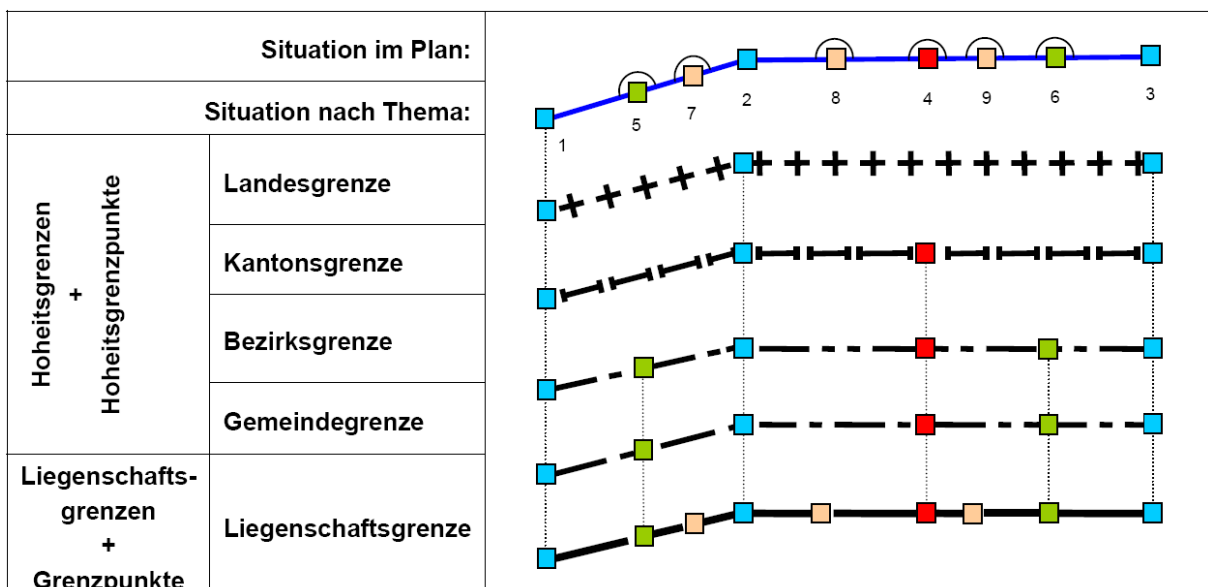 Situation im Plan:
Situation nach Thema:
1
5
7
2
8
4
9
6
3
Hoheitsgrenzen
+
Hoheitsgrenzpunkte
Landesgrenze
Kantonsgrenze
Bezirksgrenze
Gemeindegrenze
Liegenschafts-
grenzen
+
Grenzpunkte
Liegenschaftsgrenze